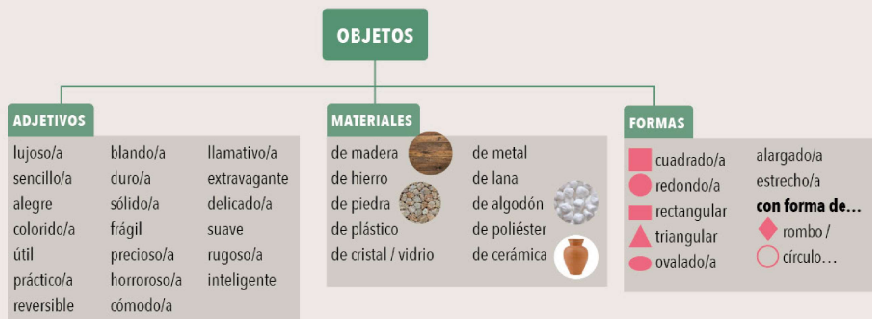 OBJETOS
ADJETIVOS
lujoso/a
sencillo/a
alegre
colorido/a
útil
práctico/a
reversible
blando/a
duro/a
sólido/a
frágil
precioso/a
horroroso/a
cómodo/a
llamativo/a
extravagante
delicado/a
suave
rugoso/a
inteligente
MATERIALES
de madera
de hierro
de piedra
de plástico
de cristal / vidrio
de metal
de lana
de algodón
de poliéster
de cerámica
FORMAS
cuadrado/a
redondo/a
rectangular
triangular
ovalado/a
alargado/a
estrecho/a
con forma de...
rombo /
círculo...